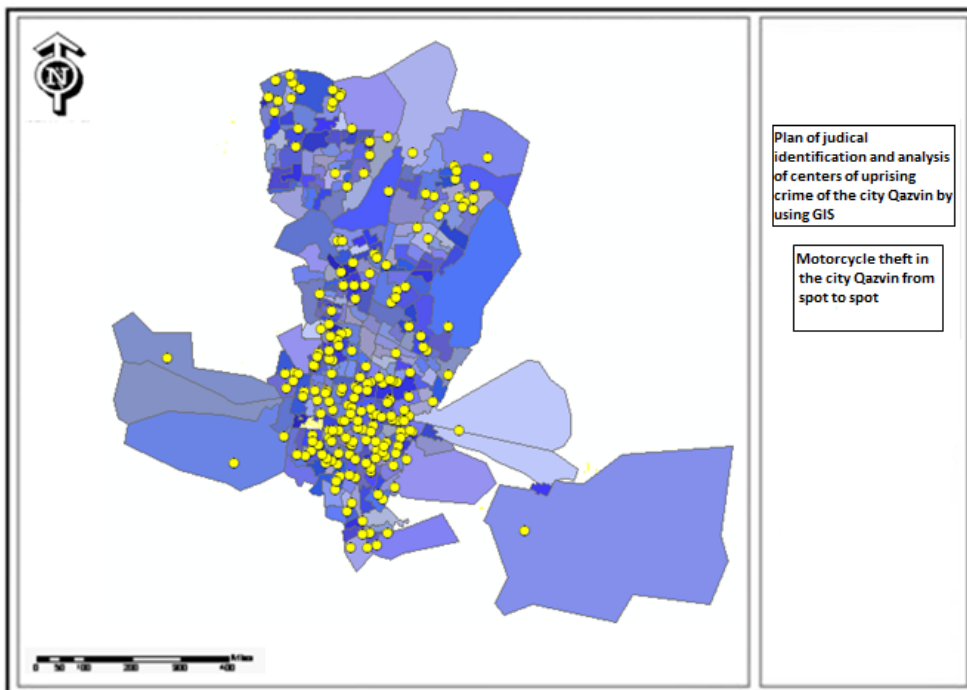 N
Plan of judical
identification and analysis
of centers of uprising
crime of the city Qazvin by
using GIS
Motorcycle theft in
the city Qazvin from
spot to spot
Miles
0 50 100 200 300 400